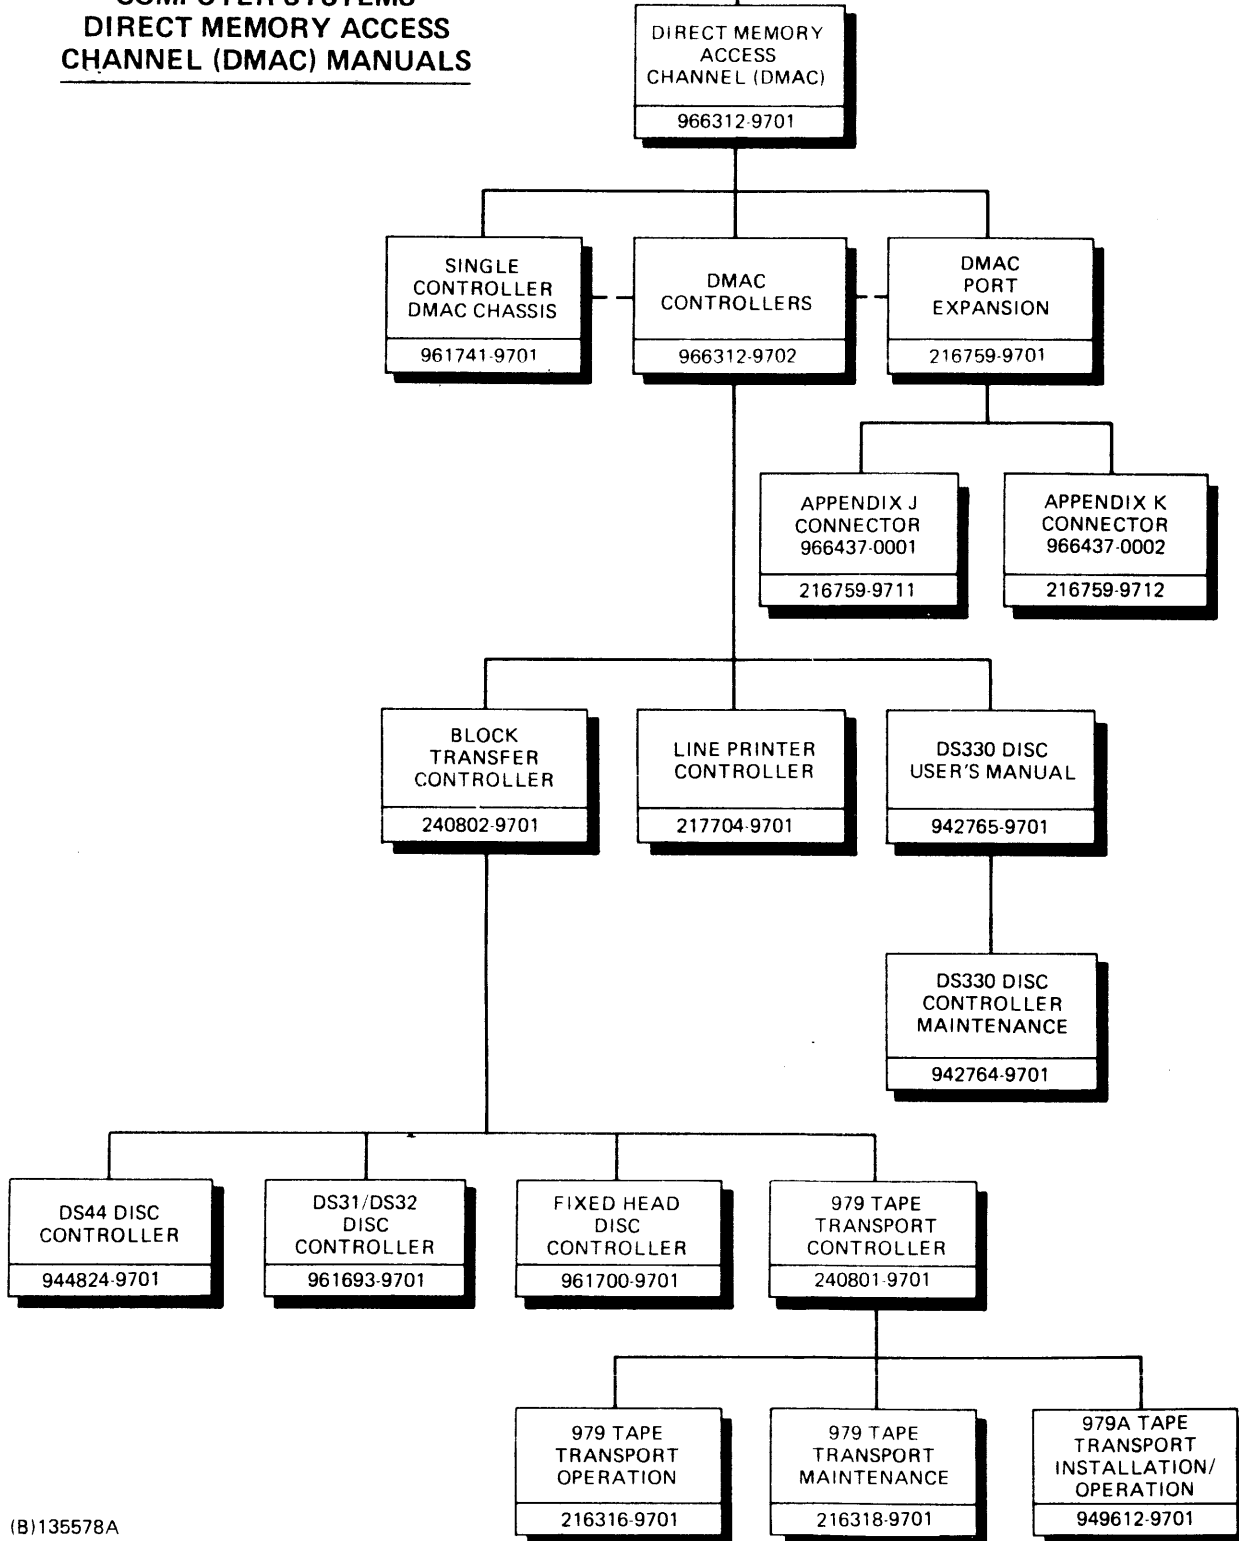 COMPUTER SYSTEMS
DIRECT MEMORY ACCESS
CHANNEL (DMAC) MANUALS
DIRECT MEMORY
ACCESS
CHANNEL (DMAC)
966312-9701
SINGLE
CONTROLLER
DMAC CHASSIS
961741-9701
DMAC
CONTROLLERS
966312-9702
DMAC
PORT
EXPANSION
216759-9701
APPENDIX J
CONNECTOR
966437-0001
216759-9711
APPENDIX K
CONNECTOR
966437-0002
216759-9712
BLOCK
TRANSFER
CONTROLLER
240802-9701
LINE PRINTER
CONTROLLER
217704-9701
DS330 DISC
USER'S MANUAL
942765-9701
DS330 DISC
CONTROLLER
MAINTENANCE
942764-9701
DS44 DISC
CONTROLLER
944824-9701
DS31/DS32
DISC
CONTROLLER
961693-9701
FIXED HEAD
DISC
CONTROLLER
961700-9701
979 TAPE
TRANSPORT
CONTROLLER
240801-9701
979 TAPE
TRANSPORT
OPERATION
216316-9701
979 TAPE
TRANSPORT
MAINTENANCE
216318-9701
979A TAPE
TRANSPORT
INSTALLATION/
OPERATION
949612-9701
(B)135578A